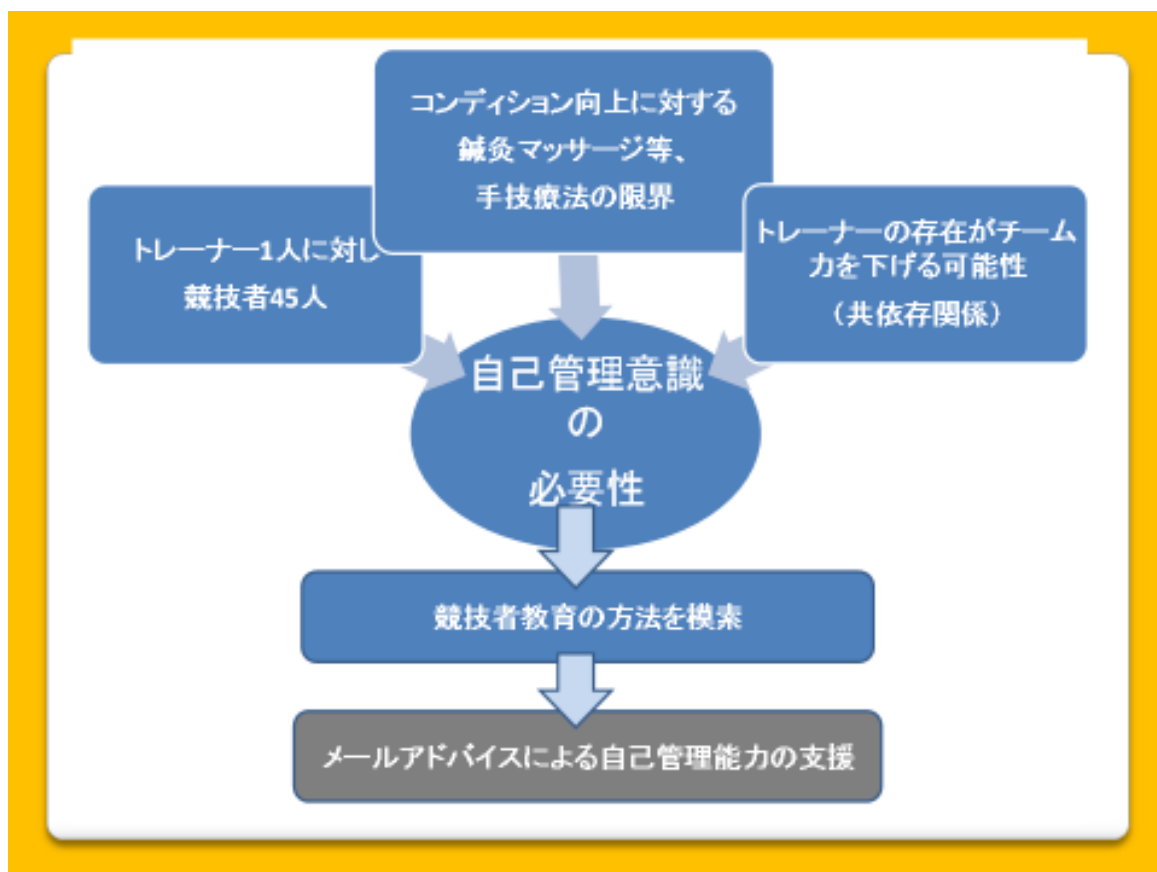 コンディション向上に対する
鍼灸マッサージ等、
手技療法の限界
トレーナー1人に対し
競技者45人
トレーナーの存在がチーム
力を下げる可能性
（共依存関係）
自己管理意識
の
必要性
競技者教育の方法を模索
メールアドバイスによる自己管理能力の支援